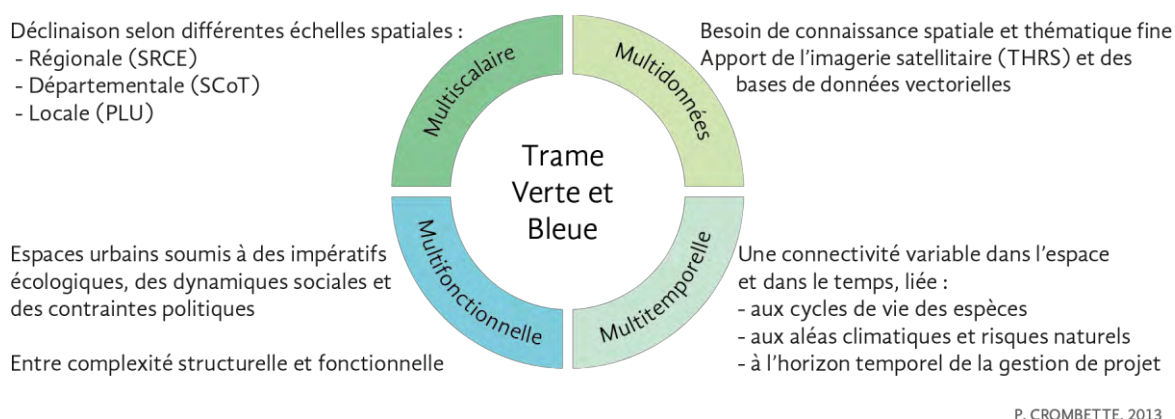 Déclinaison selon différentes échelles spatiales :
- Régionale (SRCE)
- Départementale (SCoT)
- Locale (PLU)
Multiscalaire
Multidonnées
Besoin de connaissance spatiale et thématique fine
Apport de l'imagerie satellitaire (THRS) et des
bases de données vectorielles
Trame
Verte et
Bleue
Espaces urbains soumis à des impératifs
écologiques, des dynamiques sociales et
des contraintes politiques
Entre complexité structurelle et fonctionnelle
Multifonctionnelle
Multitemporelle
Une connectivité variable dans l'espace
et dans le temps, liée :
- aux cycles de vie des espèces
- aux aléas climatiques et risques naturels
- à l'horizon temporel de la gestion de projet
P. CROMBETTE, 2013